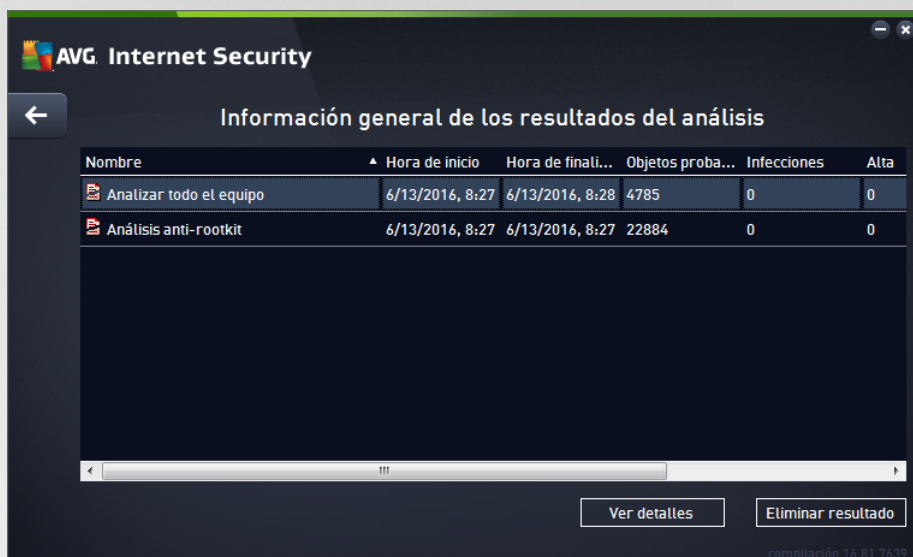 AVG. Internet Security
Información general de los resultados del análisis
Nombre Hora de inicio Hora de finali... Objetos proba... Infecciones Alta
Analizar todo el equipo 6/13/2016, 8:27 6/13/2016, 8:28 4785 0 0
Análisis anti-rootkit 6/13/2016, 8:27 6/13/2016, 8:27 22884 0 0
Ver detalles Eliminar resultado
compilación 16.81.7639